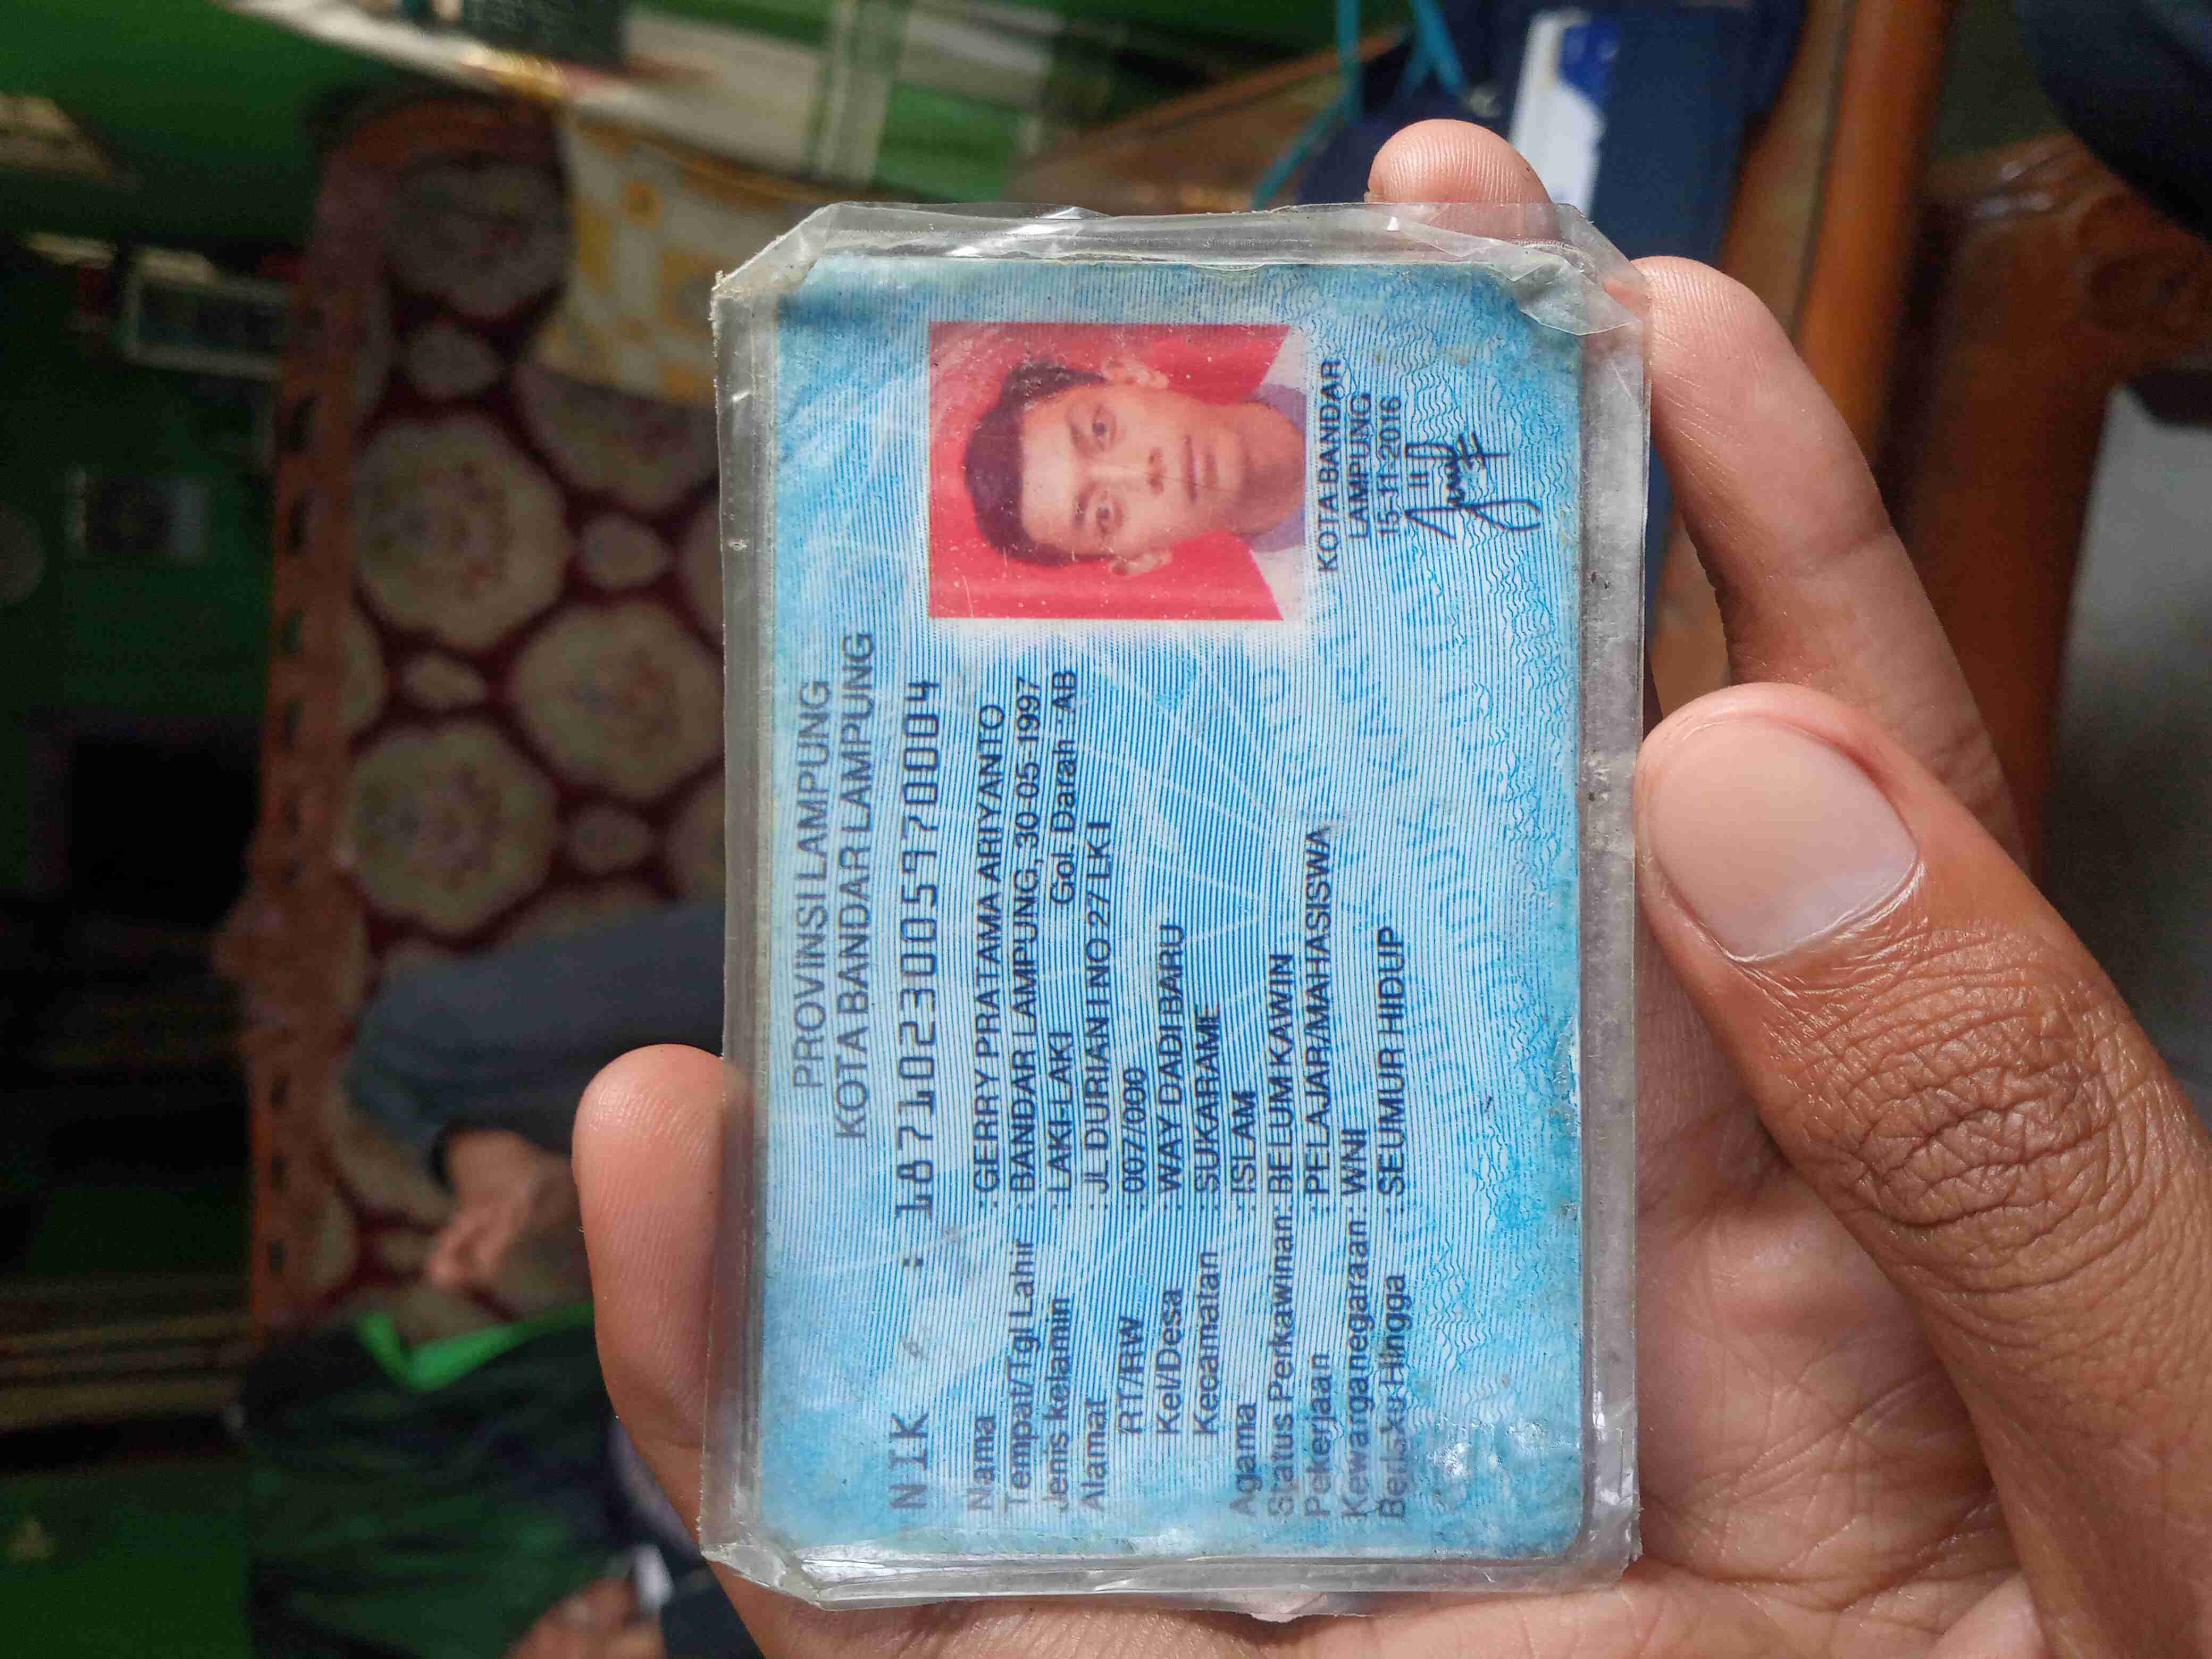 PROVINSI LAMPUNG
KOTA BANDAR LAMPUNG
NIK : 1871023005970004
Nama : GERRY PRATAMA ARIYANTO
Tempat/Tgl Lahir : BANDAR LAMPUNG, 30-05-1997
Jenis kelamin : LAKI-LAKI Gol. Darah : AB
Alamat : JL DURIAN I NO 27 LK I
RT/RW : 007/000
Kel/Desa : WAY DADI BARU
Kecamatan : SUKARAME
Agama : ISLAM
Status Perkawinan: BELUM KAWIN
Pekerjaan : PELAJAR/MAHASISWA
Kewarganegaraan: WNI
Berlaku Hingga : SEUMUR HIDUP
KOTA BANDAR
LAMPUNG
15-11-2016